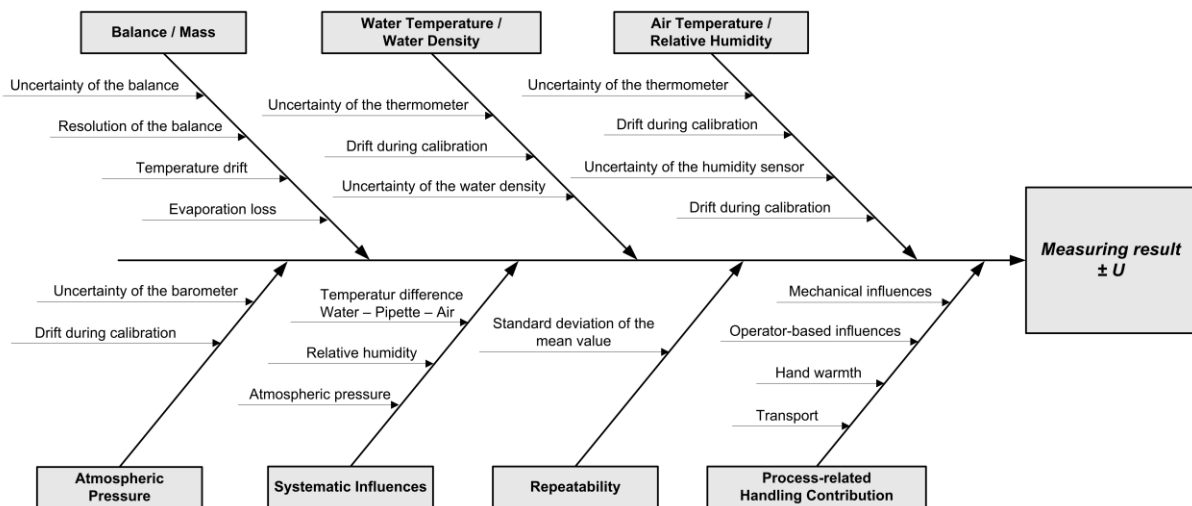 Balance / Mass
Water Temperature /
Water Density
Air Temperature /
Relative Humidity
Uncertainty of the balance
Resolution of the balance
Temperature drift
Evaporation loss
Uncertainty of the thermometer
Drift during calibration
Uncertainty of the water density
Uncertainty of the thermometer
Drift during calibration
Uncertainty of the humidity sensor
Drift during calibration
Measuring result
± U
Uncertainty of the barometer
Drift during calibration
Temperatur difference
Water – Pipette – Air
Relative humidity
Atmospheric pressure
Standard deviation of the
mean value
Mechanical influences
Operator-based influences
Hand warmth
Transport
Atmospheric
Pressure
Systematic Influences
Repeatability
Process-related
Handling Contribution